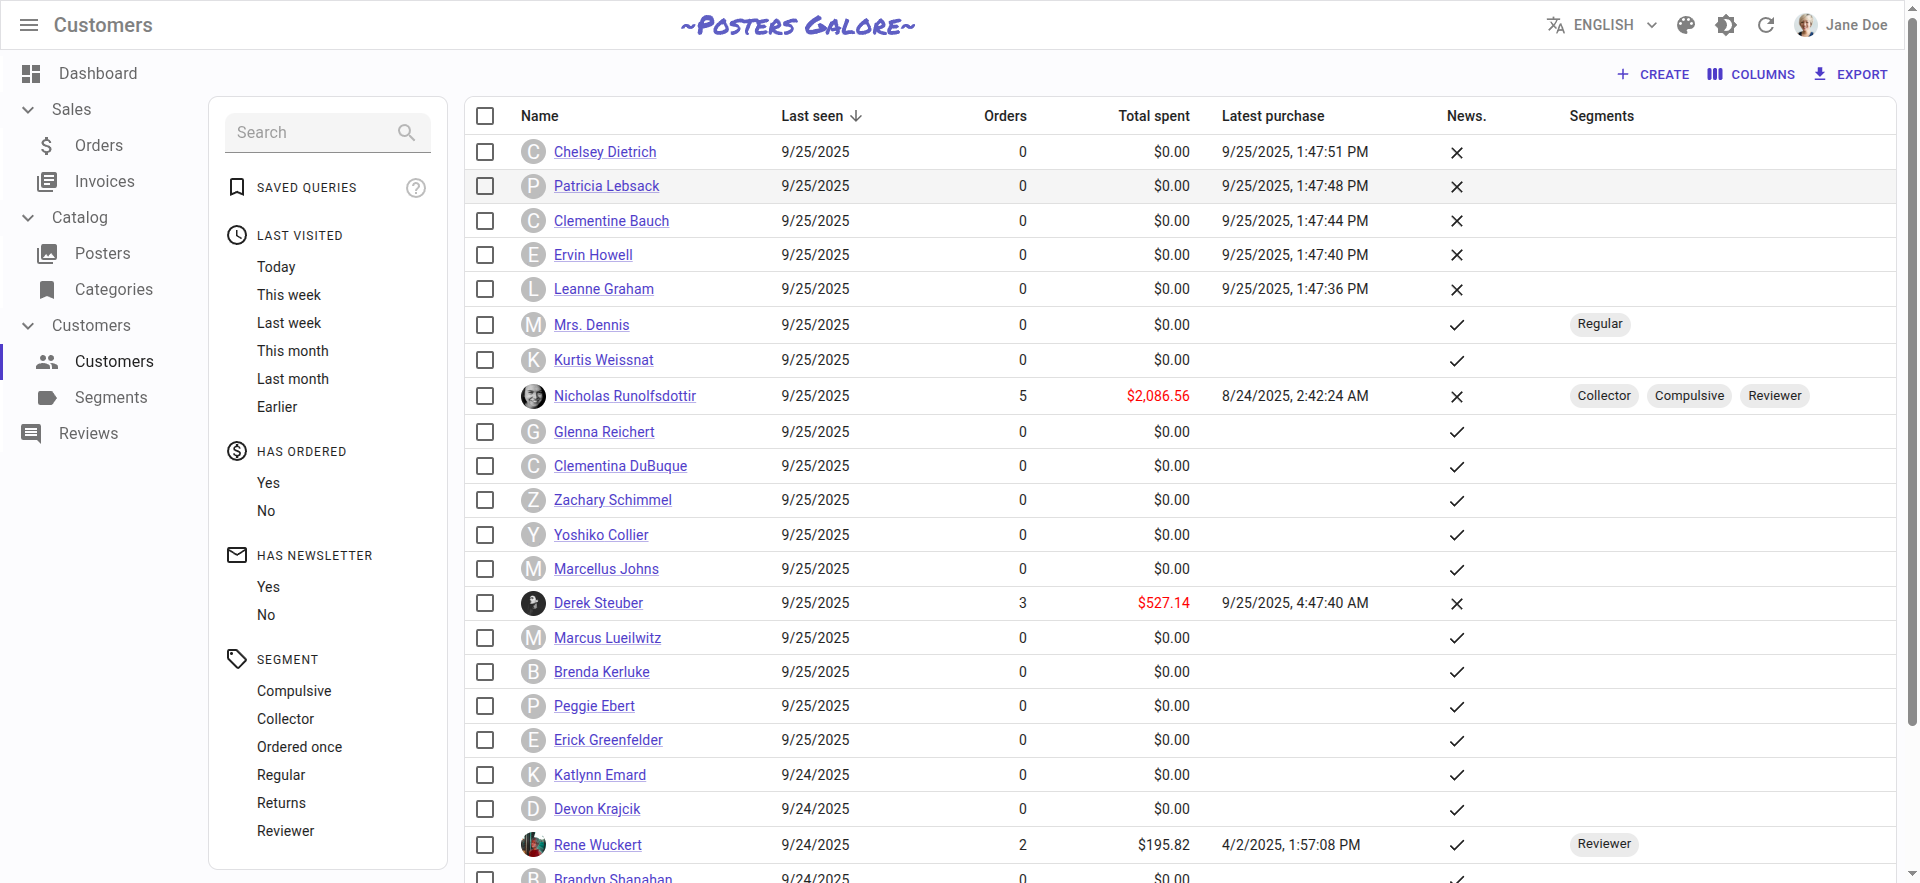 Customers
~Posters Galore~
ENGLISH
Jane Doe
Dashboard
Sales
Orders
Invoices
Catalog
Posters
Categories
Customers
Customers
Segments
Reviews
CREATE COLUMNS EXPORT
Search
SAVED QUERIES
LAST VISITED
Today
This week
Last week
This month
Last month
Earlier
HAS ORDERED
Yes
No
HAS NEWSLETTER
Yes
No
SEGMENT
Compulsive
Collector
Ordered once
Regular
Returns
Reviewer
Name Last seen Orders Total spent Latest purchase News. Segments
C Chelsey Dietrich 9/25/2025 0 $0.00 9/25/2025, 1:47:51 PM
P Patricia Lebsack 9/25/2025 0 $0.00 9/25/2025, 1:47:48 PM
C Clementine Bauch 9/25/2025 0 $0.00 9/25/2025, 1:47:44 PM
E Ervin Howell 9/25/2025 0 $0.00 9/25/2025, 1:47:40 PM
L Leanne Graham 9/25/2025 0 $0.00 9/25/2025, 1:47:36 PM
M Mrs. Dennis 9/25/2025 0 $0.00 Regular
K Kurtis Weissnat 9/25/2025 0 $0.00
Nicholas Runolfsdottir 9/25/2025 5 $2,086.56 8/24/2025, 2:42:24 AM Collector Compulsive Reviewer
G Glenna Reichert 9/25/2025 0 $0.00
C Clementina DuBuque 9/25/2025 0 $0.00
Z Zachary Schimmel 9/25/2025 0 $0.00
Y Yoshiko Collier 9/25/2025 0 $0.00
M Marcellus Johns 9/25/2025 0 $0.00
Derek Steuber 9/25/2025 3 $527.14 9/25/2025, 4:47:40 AM
M Marcus Lueilwitz 9/25/2025 0 $0.00
B Brenda Kerluke 9/25/2025 0 $0.00
P Peggie Ebert 9/25/2025 0 $0.00
E Erick Greenfelder 9/25/2025 0 $0.00
K Katlynn Emard 9/24/2025 0 $0.00
D Devon Krajcik 9/24/2025 0 $0.00
Rene Wuckert 9/24/2025 2 $195.82 4/2/2025, 1:57:08 PM Reviewer
B Brandyn Shanahan 9/24/2025 0 $0.00